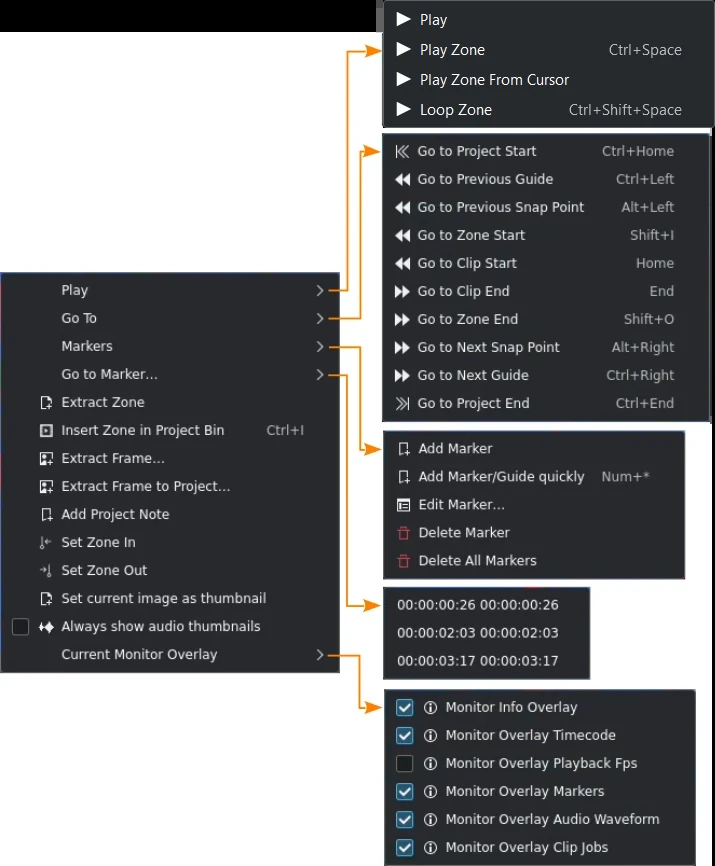 Play
Play Zone Ctrl+Space
Play Zone From Cursor
Loop Zone Ctrl+Shift+Space
Go to Project Start Ctrl+Home
Go to Previous Guide Ctrl+Left
Go to Previous Snap Point Alt+Left
Go to Zone Start Shift+I
Go to Clip Start Home
Go to Clip End End
Go to Zone End Shift+O
Go to Next Snap Point Alt+Right
Go to Next Guide Ctrl+Right
Go to Project End Ctrl+End
Play
Go To
Markers
Go to Marker...
Extract Zone
Insert Zone in Project Bin Ctrl+I
Extract Frame...
Extract Frame to Project...
Add Project Note
Set Zone In
Set Zone Out
Set current image as thumbnail
Always show audio thumbnails
Current Monitor Overlay
Add Marker
Add Marker/Guide quickly Num+*
Edit Marker...
Delete Marker
Delete All Markers
00:00:00:26 00:00:00:26
00:00:02:03 00:00:02:03
00:00:03:17 00:00:03:17
Monitor Info Overlay
Monitor Overlay Timecode
Monitor Overlay Playback Fps
Monitor Overlay Markers
Monitor Overlay Audio Waveform
Monitor Overlay Clip Jobs